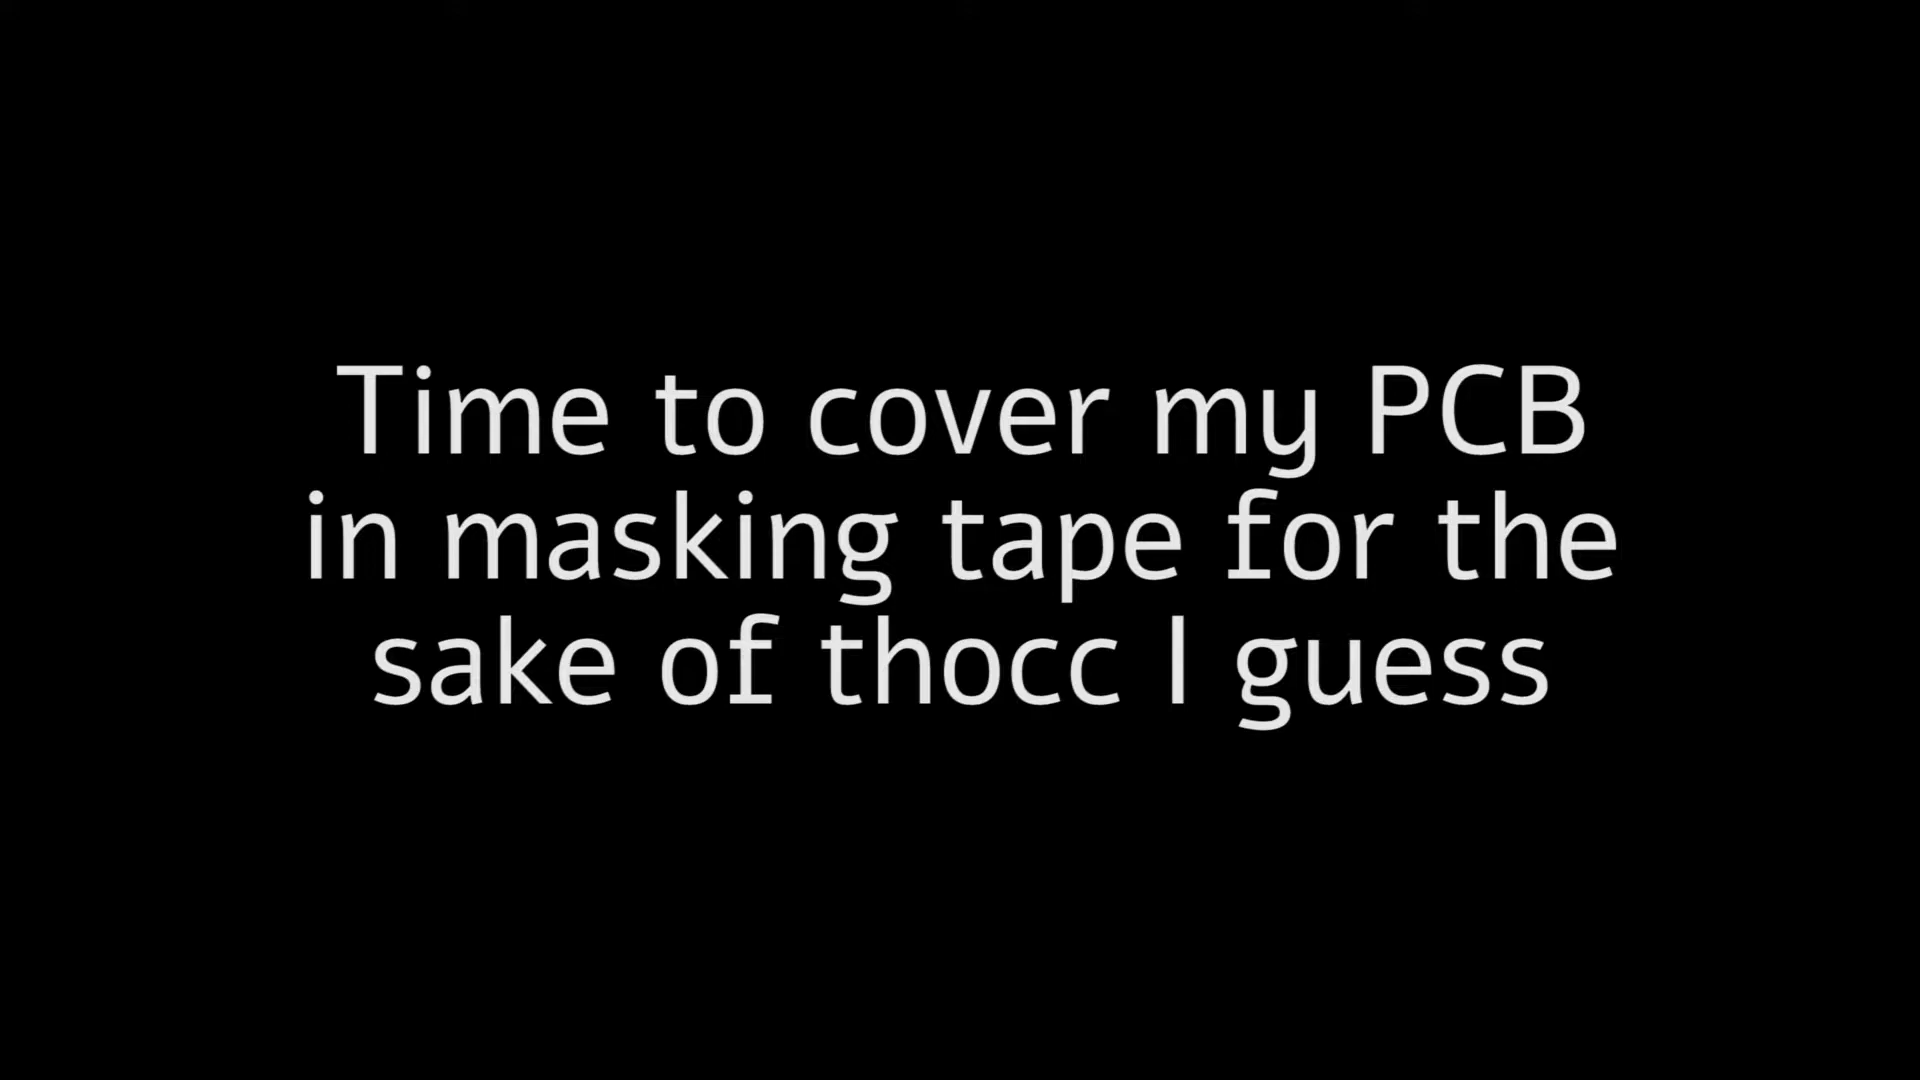 Time to cover my PCB
in masking tape for the
sake of thocc I guess